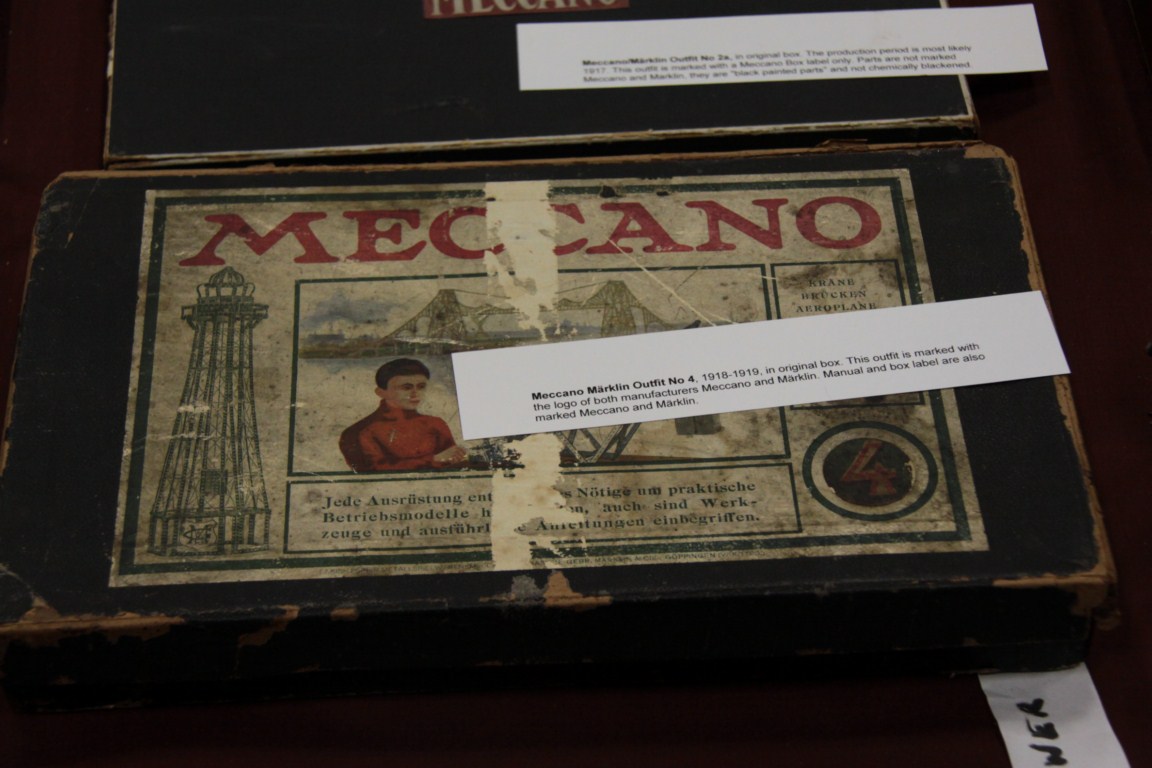 MECCANO
Meccano/Märklin Outfit No 2a, in original box. The production period is most likely
1917. This outfit is marked with a Meccano Box label only. Parts are not marked
Meccano and Marklin, they are "black painted parts" and not chemically blackened.
MECCANO
KRANE
BRÜCKEN
AEROPLANE
Meccano Märklin Outfit No 4, 1918-1919, in original box. This outfit is marked with
the logo of both manufacturers Meccano and Märklin. Manual and box label are also
marked Meccano and Märklin.
4
Jede Ausrüstung ent s Nötige um praktische
Betriebsmodelle h n, auch sind Werk-
zeuge und ausführl e Anleitungen einbegriffen.
WER